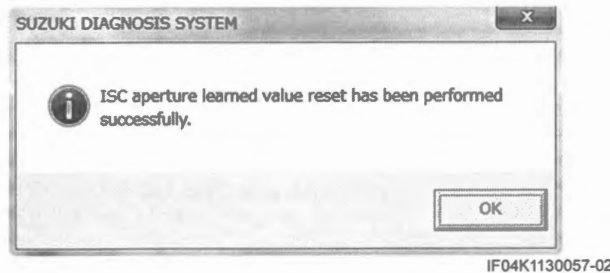 SUZUKI DIAGNOSIS SYSTEM
X
ISC aperture learned value reset has been performed
successfully.
OK
IF04K1130057-02